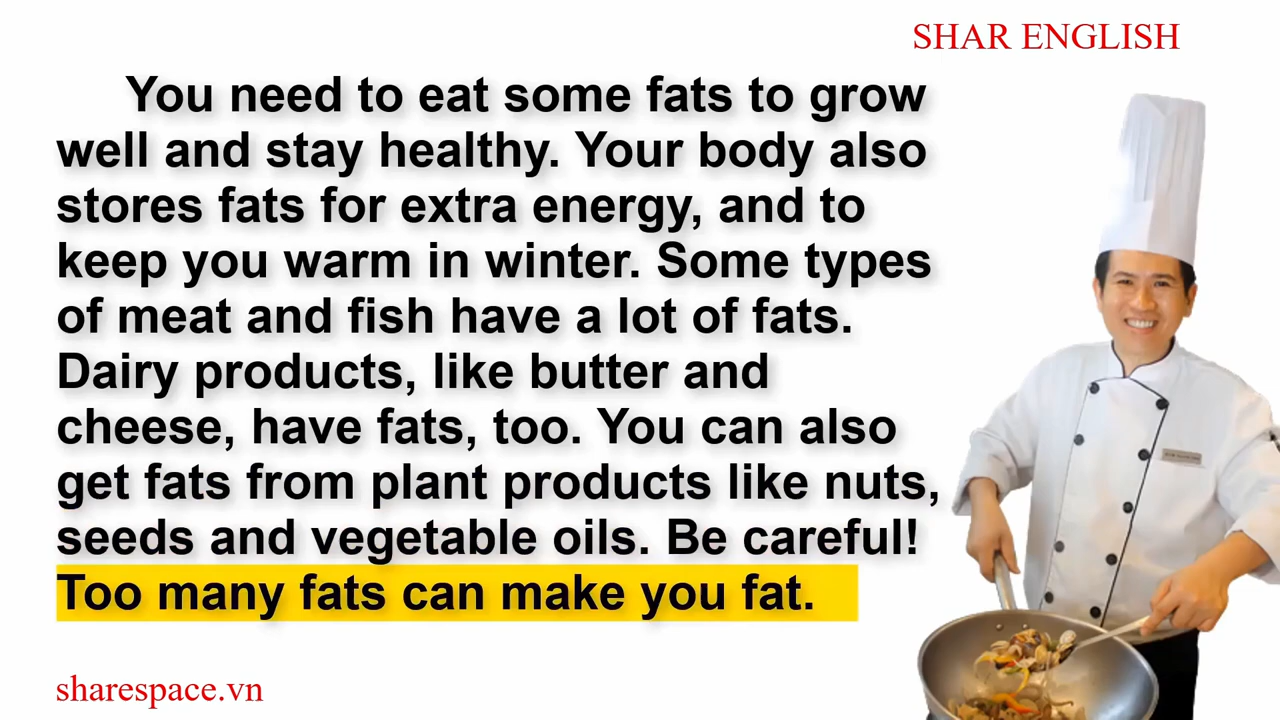 SHAR ENGLISH
You need to eat some fats to grow
well and stay healthy. Your body also
stores fats for extra energy, and to
keep you warm in winter. Some types
of meat and fish have a lot of fats.
Dairy products, like butter and
cheese, have fats, too. You can also
get fats from plant products like nuts,
seeds and vegetable oils. Be careful!
Too many fats can make you fat.
sharespace.vn